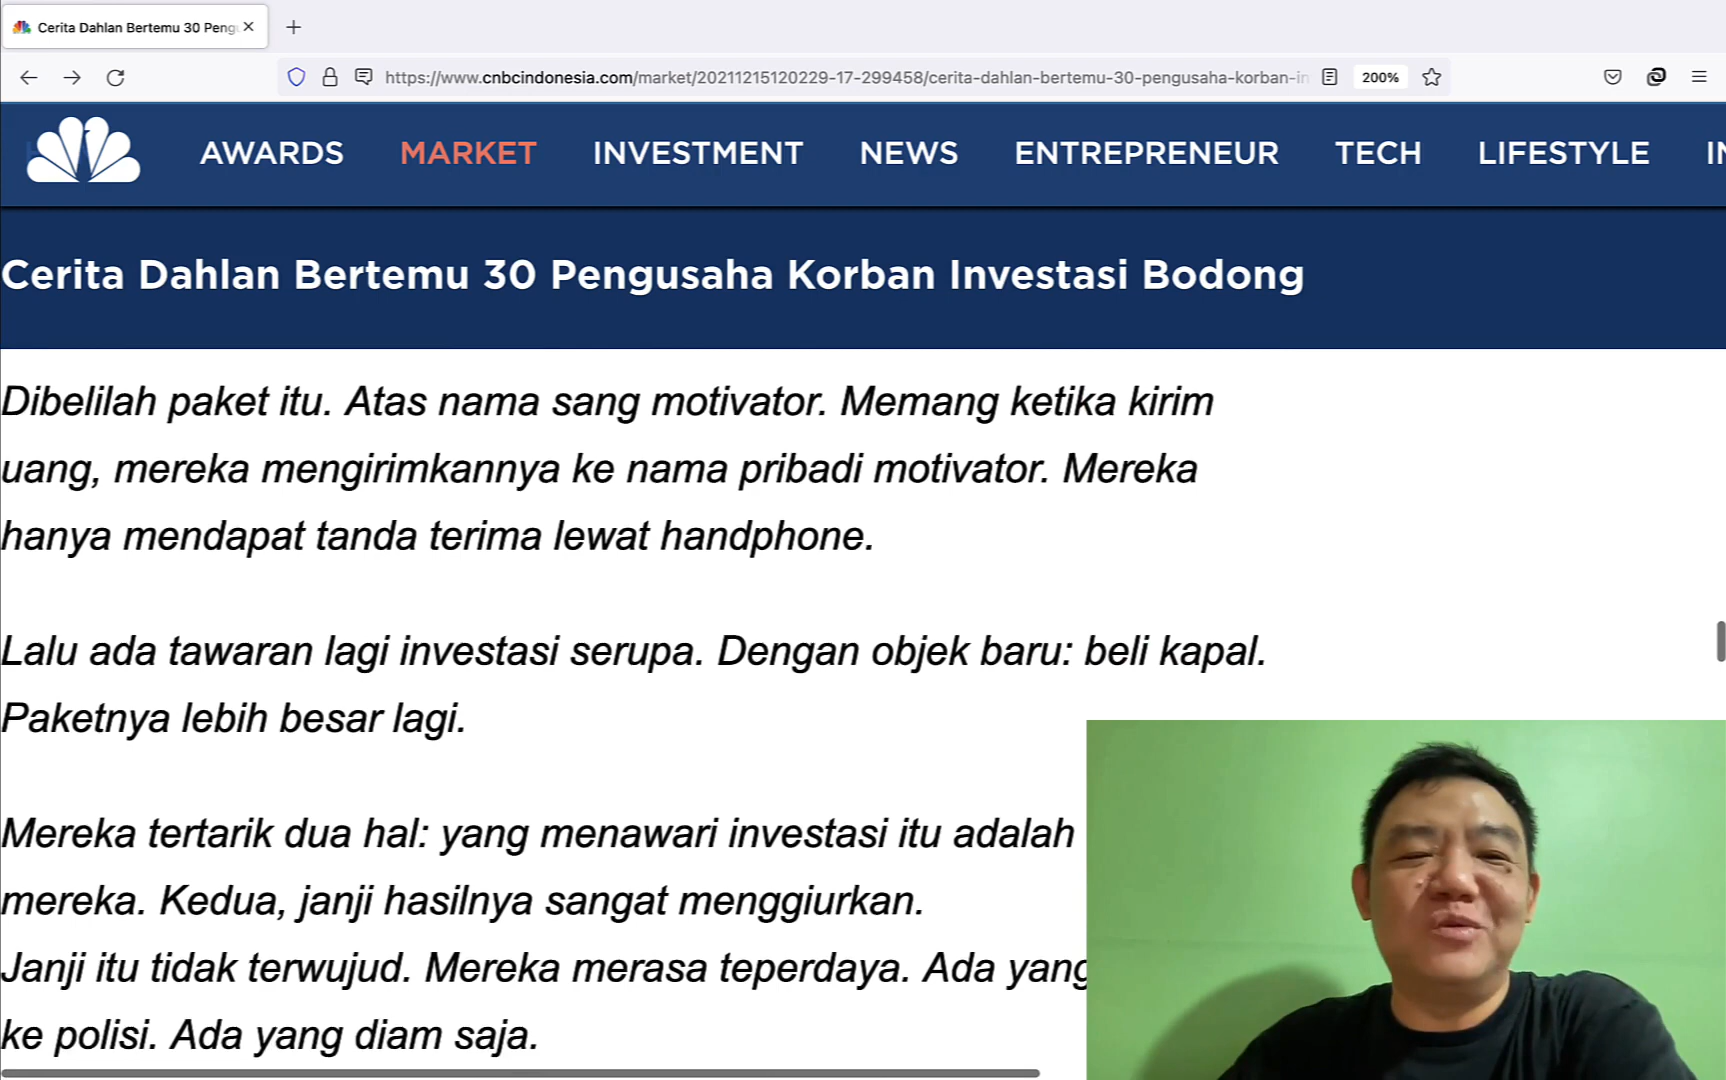 Cerita Dahlan Bertemu 30 Peng
https://www.cnbcindonesia.com/market/20211215120229-17-299458/cerita-dahlan-bertemu-30-pengusaha-korban-in
200%
AWARDS MARKET INVESTMENT NEWS ENTREPRENEUR TECH LIFESTYLE
Cerita Dahlan Bertemu 30 Pengusaha Korban Investasi Bodong
Dibelilah paket itu. Atas nama sang motivator. Memang ketika kirim
uang, mereka mengirimkannya ke nama pribadi motivator. Mereka
hanya mendapat tanda terima lewat handphone.
Lalu ada tawaran lagi investasi serupa. Dengan objek baru: beli kapal.
Paketnya lebih besar lagi.
Mereka tertarik dua hal: yang menawari investasi itu adalah
mereka. Kedua, janji hasilnya sangat menggiurkan.
Janji itu tidak terwujud. Mereka merasa teperdaya. Ada yang
ke polisi. Ada yang diam saja.